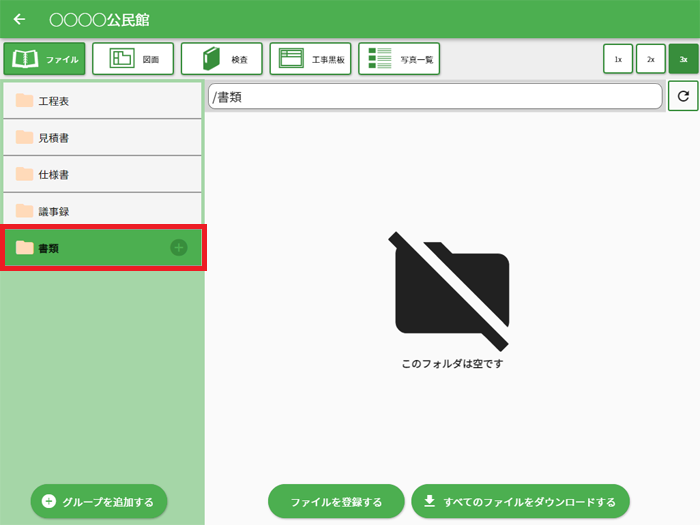 〇〇〇〇公民館
ファイル
図面
検査
工事黒板
写真一覧
1x
2x
3x
工程表
見積書
仕様書
議事録
書類
/書類
このフォルダは空です
グループを追加する
ファイルを登録する
すべてのファイルをダウンロードする